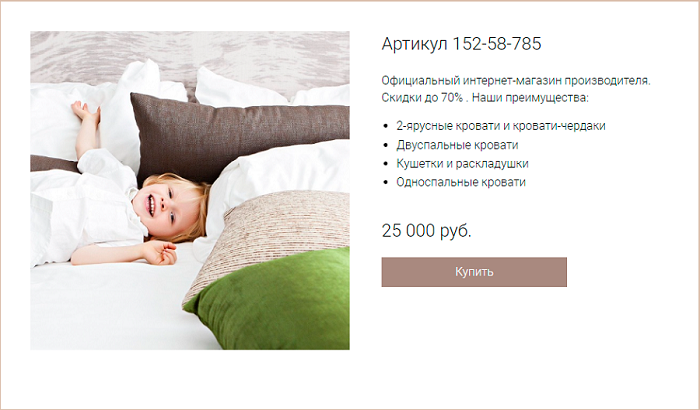 Артикул 152-58-785
Официальный интернет-магазин производителя.
Скидки до 70% . Наши преимущества:
• 2-ярусные кровати и кровати-чердаки
• Двуспальные кровати
• Кушетки и раскладушки
• Односпальные кровати
25 000 руб.
Купить